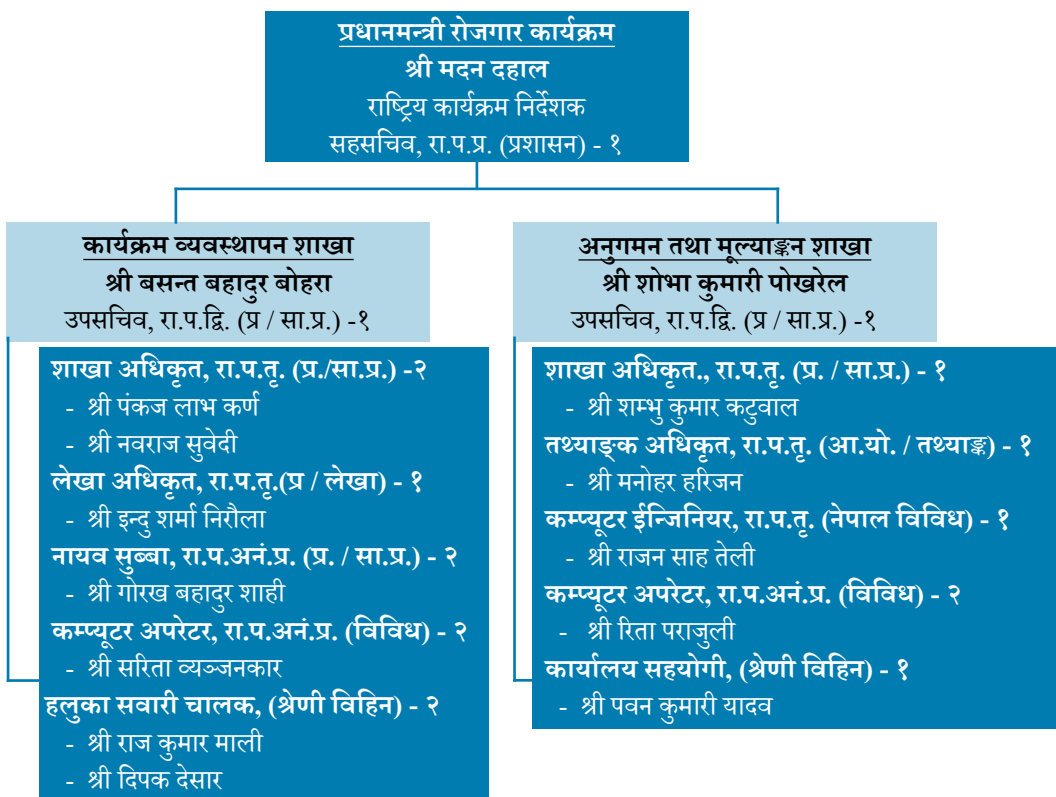 प्रधानमन्त्री रोजगार कार्यक्रम
श्री मदन दहाल
राष्ट्रिय कार्यक्रम निर्देशक
सहसचिव, रा.प.प्र. (प्रशासन) - १
कार्यक्रम व्यवस्थापन शाखा
श्री बसन्त बहादुर बोहरा
उपसचिव, रा.प.द्वि. (प्र / सा.प्र.) -१
शाखा अधिकृत, रा.प.तृ. (प्र./सा.प्र.) -२
- श्री पंकज लाभ कर्ण
- श्री नवराज सुवेदी
लेखा अधिकृत, रा.प.तृ.(प्र / लेखा) - १
- श्री इन्दु शर्मा निरौला
नायव सुब्बा, रा.प.अनं.प्र. (प्र. / सा.प्र.) - २
- श्री गोरख बहादुर शाही
कम्प्यूटर अपरेटर, रा.प.अनं.प्र. (विविध) - २
- श्री सरिता व्यञ्जनकार
हलुका सवारी चालक, (श्रेणी विहिन) - २
- श्री राज कुमार माली
- श्री दिपक देसार
अनुगमन तथा मूल्याङ्कन शाखा
श्री शोभा कुमारी पोखरेल
उपसचिव, रा.प.द्वि. (प्र / सा.प्र.) -१
शाखा अधिकृत., रा.प.तृ. (प्र. / सा.प्र.) - १
- श्री शम्भु कुमार कटुवाल
तथ्याङ्क अधिकृत, रा.प.तृ. (आ.यो. / तथ्याङ्क) - १
- श्री मनोहर हरिजन
कम्प्यूटर ईन्जिनियर, रा.प.तृ. (नेपाल विविध) - १
- श्री राजन साह तेली
कम्प्यूटर अपरेटर, रा.प.अनं.प्र. (विविध) - २
- श्री रिता पराजुली
कार्यालय सहयोगी, (श्रेणी विहिन) - १
- श्री पवन कुमारी यादव